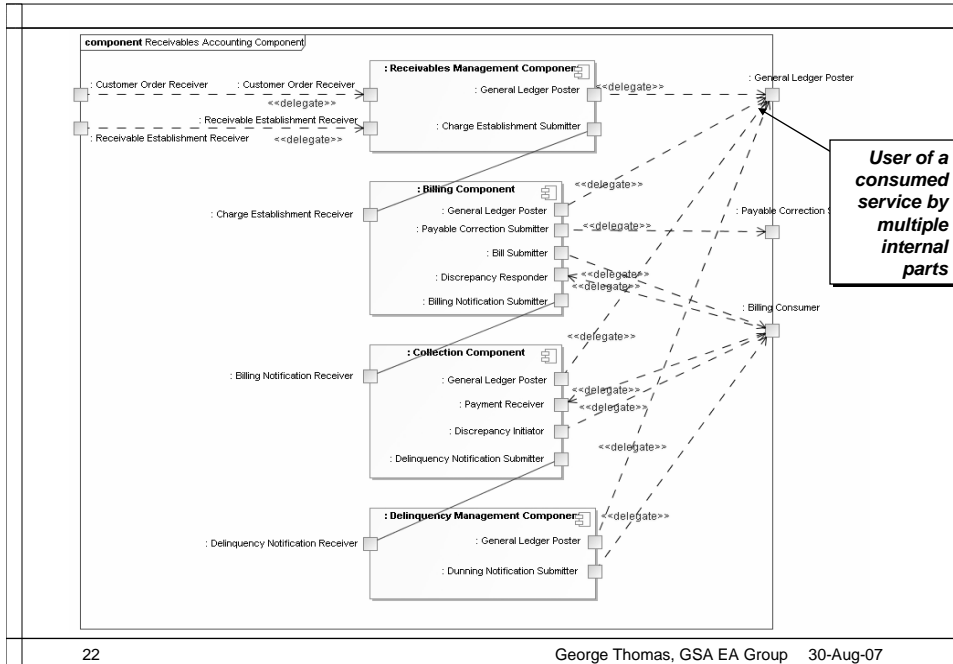 component Receivables Accounting Component
: Receivables Management Component
: Customer Order Receiver
: Customer Order Receiver
: General Ledger Poster
<<delegate>>
: General Ledger Poster
<<delegate>>
: Receivable Establishment Receiver
: Charge Establishment Submitter
: Receivable Establishment Receiver
<<delegate>>
User of a
consumed
service by
multiple
internal
parts
: Billing Component
<<delegate>>
: Charge Establishment Receiver
: General Ledger Poster
: Payable Correction S
: Payable Correction Submitter
<<delegate>>
: Bill Submitter
: Discrepancy Responder
<<delegate>>
<<delegate>>
: Billing Notification Submitter
: Billing Consumer
<<delegate>>
: Collection Component
: Billing Notification Receiver
: General Ledger Poster
<<delegate>>
: Payment Receiver
<<delegate>>
: Discrepancy Initiator
<<delegate>>
: Delinquency Notification Submitter
: Delinquency Management Component
<<delegate>>
: Delinquency Notification Receiver
: General Ledger Poster
: Dunning Notification Submitter
22
George Thomas, GSA EA Group 30-Aug-07